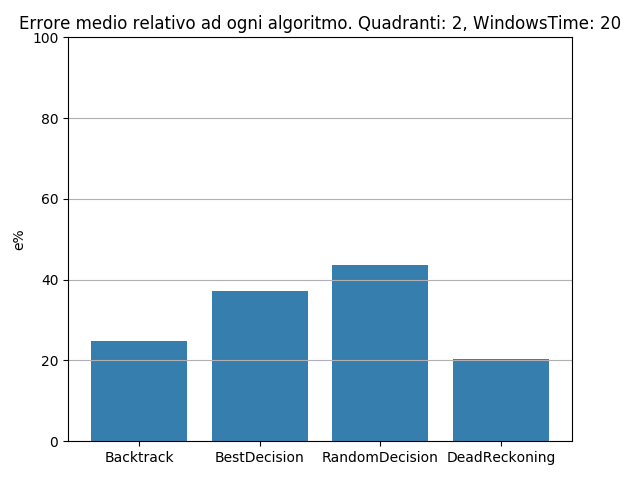 Errore medio relativo ad ogni algoritmo. Quadranti: 2, WindowsTime: 20
100
80
60
40
20
0
e%
Backtrack BestDecision RandomDecision DeadReckoning